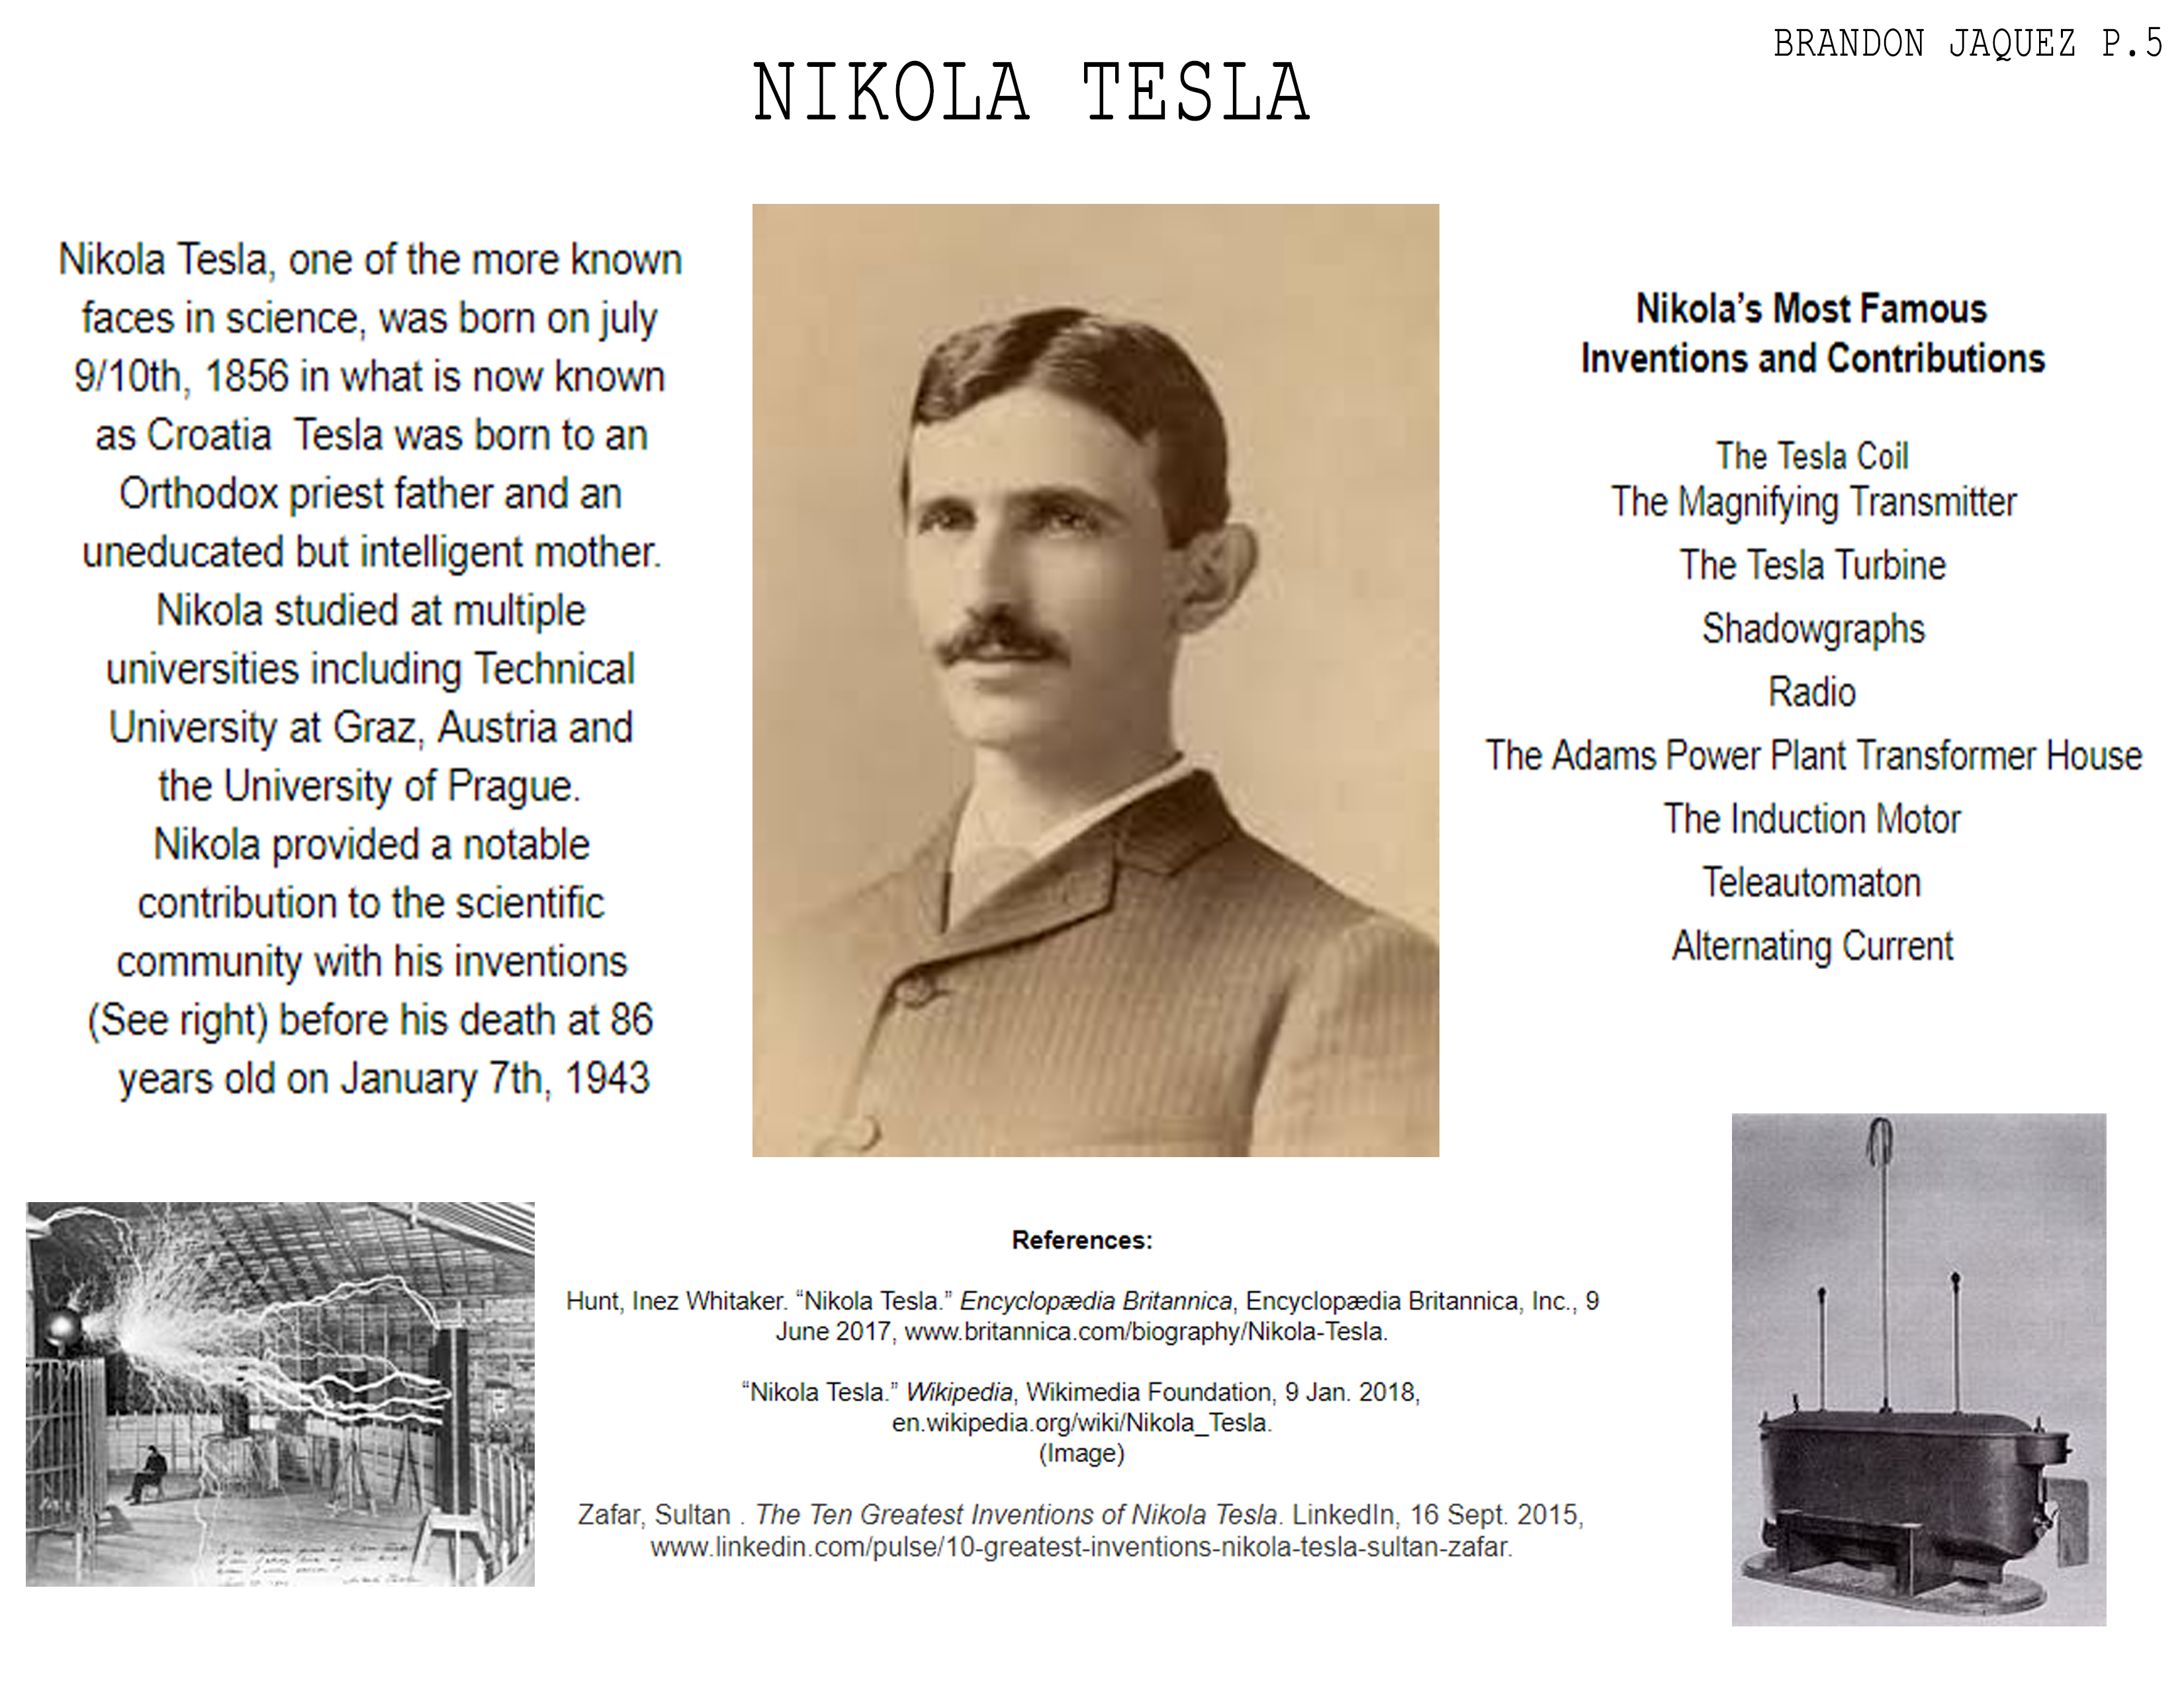 BRANDON JAQUEZ P.5
NIKOLA TESLA
Nikola Tesla, one of the more known
faces in science, was born on july
9/10th, 1856 in what is now known
as Croatia  Tesla was born to an
Orthodox priest father and an
uneducated but intelligent mother.
Nikola studied at multiple
universities including Technical
University at Graz, Austria and
the University of Prague.
Nikola provided a notable
contribution to the scientific
community with his inventions
(See right) before his death at 86
years old on January 7th, 1943
Nikola’s Most Famous
Inventions and Contributions
The Tesla Coil
The Magnifying Transmitter
The Tesla Turbine
Shadowgraphs
Radio
The Adams Power Plant Transformer House
The Induction Motor
Teleautomaton
Alternating Current
References:
Hunt, Inez Whitaker. “Nikola Tesla.” Encyclopædia Britannica, Encyclopædia Britannica, Inc., 9
June 2017, www.britannica.com/biography/Nikola-Tesla.
“Nikola Tesla.” Wikipedia, Wikimedia Foundation, 9 Jan. 2018,
en.wikipedia.org/wiki/Nikola_Tesla.
(Image)
Zafar, Sultan . The Ten Greatest Inventions of Nikola Tesla. LinkedIn, 16 Sept. 2015,
www.linkedin.com/pulse/10-greatest-inventions-nikola-tesla-sultan-zafar.